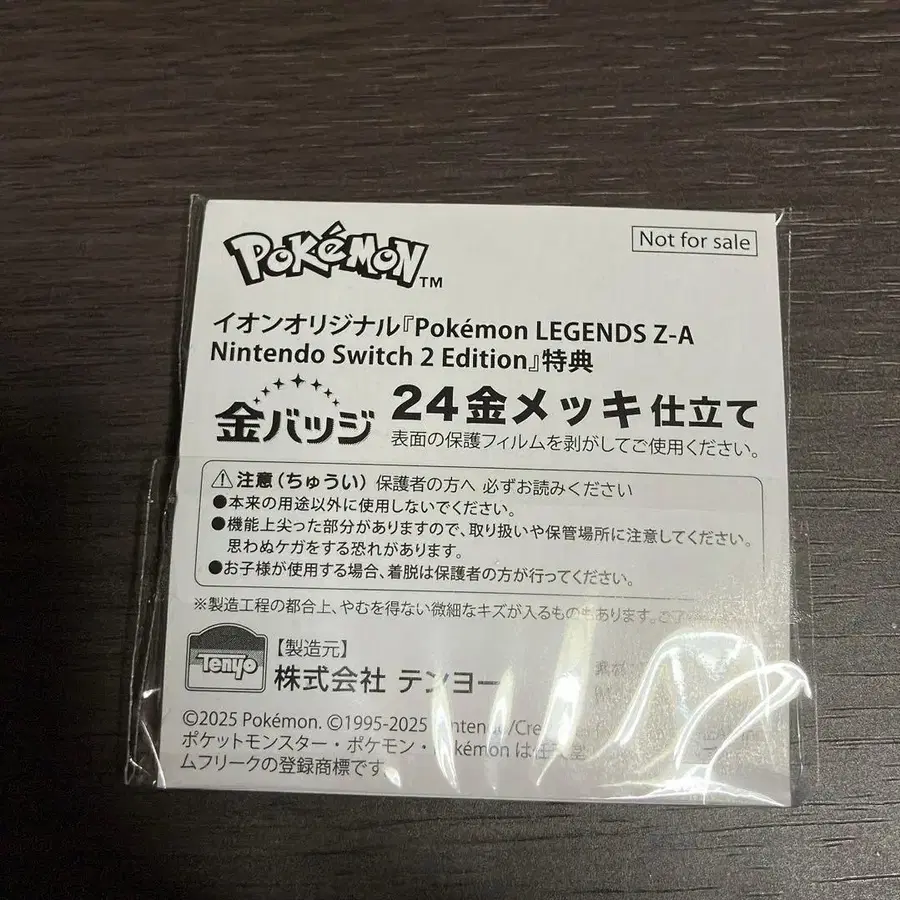 Pokémon™
Not for sale
イオンオリジナル『Pokémon LEGENDS Z-A
Nintendo Switch 2 Edition』特典
金バッジ
24金メッキ 仕立て
表面の保護フィルムを剥がしてご使用ください。
⚠注意（ちゅうい） 保護者の方へ 必ずお読みください
●本来の用途以外に使用しないでください。
●機能上尖った部分がありますので、取り扱いや保管場所に注意してください。
思わぬケガをする恐れがあります。
●お子様が使用する場合、着脱は保護者の方が行ってください。
※製造工程の都合上、やむを得ない微細なキズが入るものもあります。
Tenyo
【製造元】
株式会社 テンヨー
©2025 Pokémon. ©1995-2025 Nintendo/Cre
ポケットモンスター・ポケモン・Pokémon は任天堂
ムフリークの登録商標です